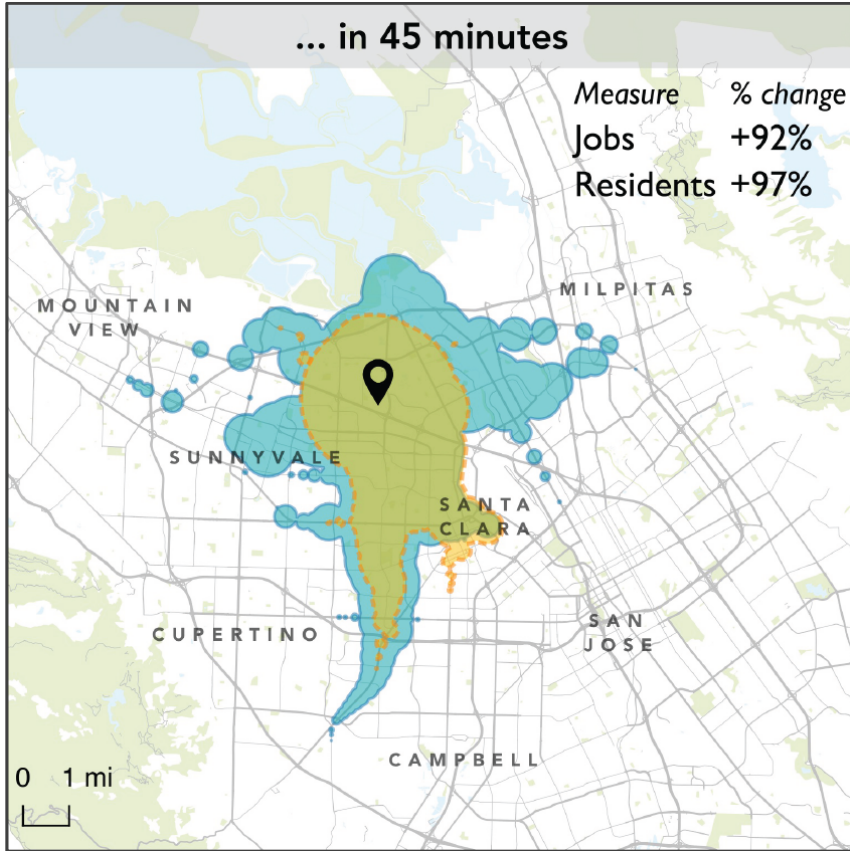 ... in 45 minutes
Measure % change
Jobs +92%
Residents +97%
MILPITAS
MOUNTAIN
VIEW
SUNNYVALE
SANTA
CLARA
CUPERTINO
SAN
JOSE
CAMPBELL
0 1 mi